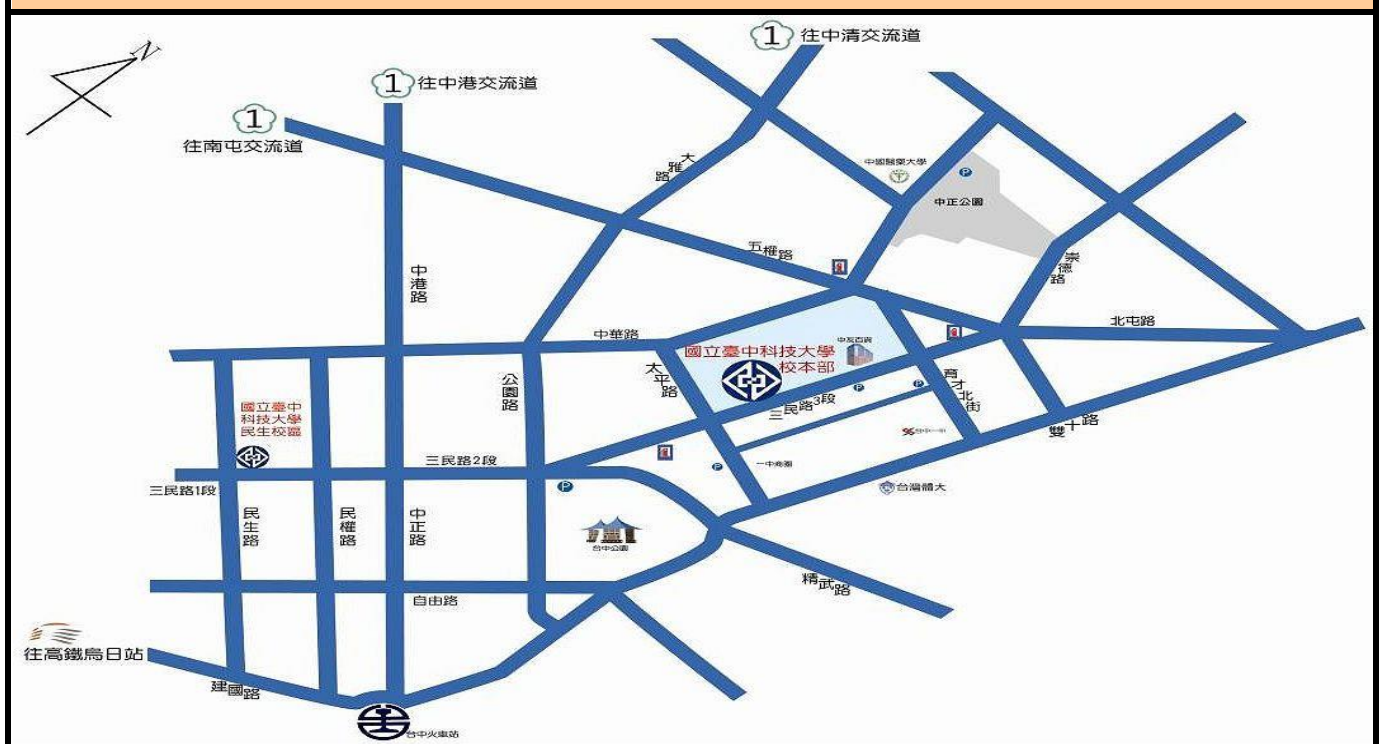 N
1
往中清交流道
1
往中港交流道
1
往南屯交流道
大雅路
中國醫藥大學
P
中正公園
五權路
崇德路
中港路
中華路
北屯路
國立臺中科技大學
校本部
中友百貨
太平路
公園路
國立臺中
科技大學
民生校區
三民路3段
P
P
育才北街
雙十路
台中一中
三民路2段
P
一中商圈
三民路1段
P
台灣體大
民生路
民權路
中正路
台中公園
精武路
自由路
往高鐵烏日站
建國路
台中火車站